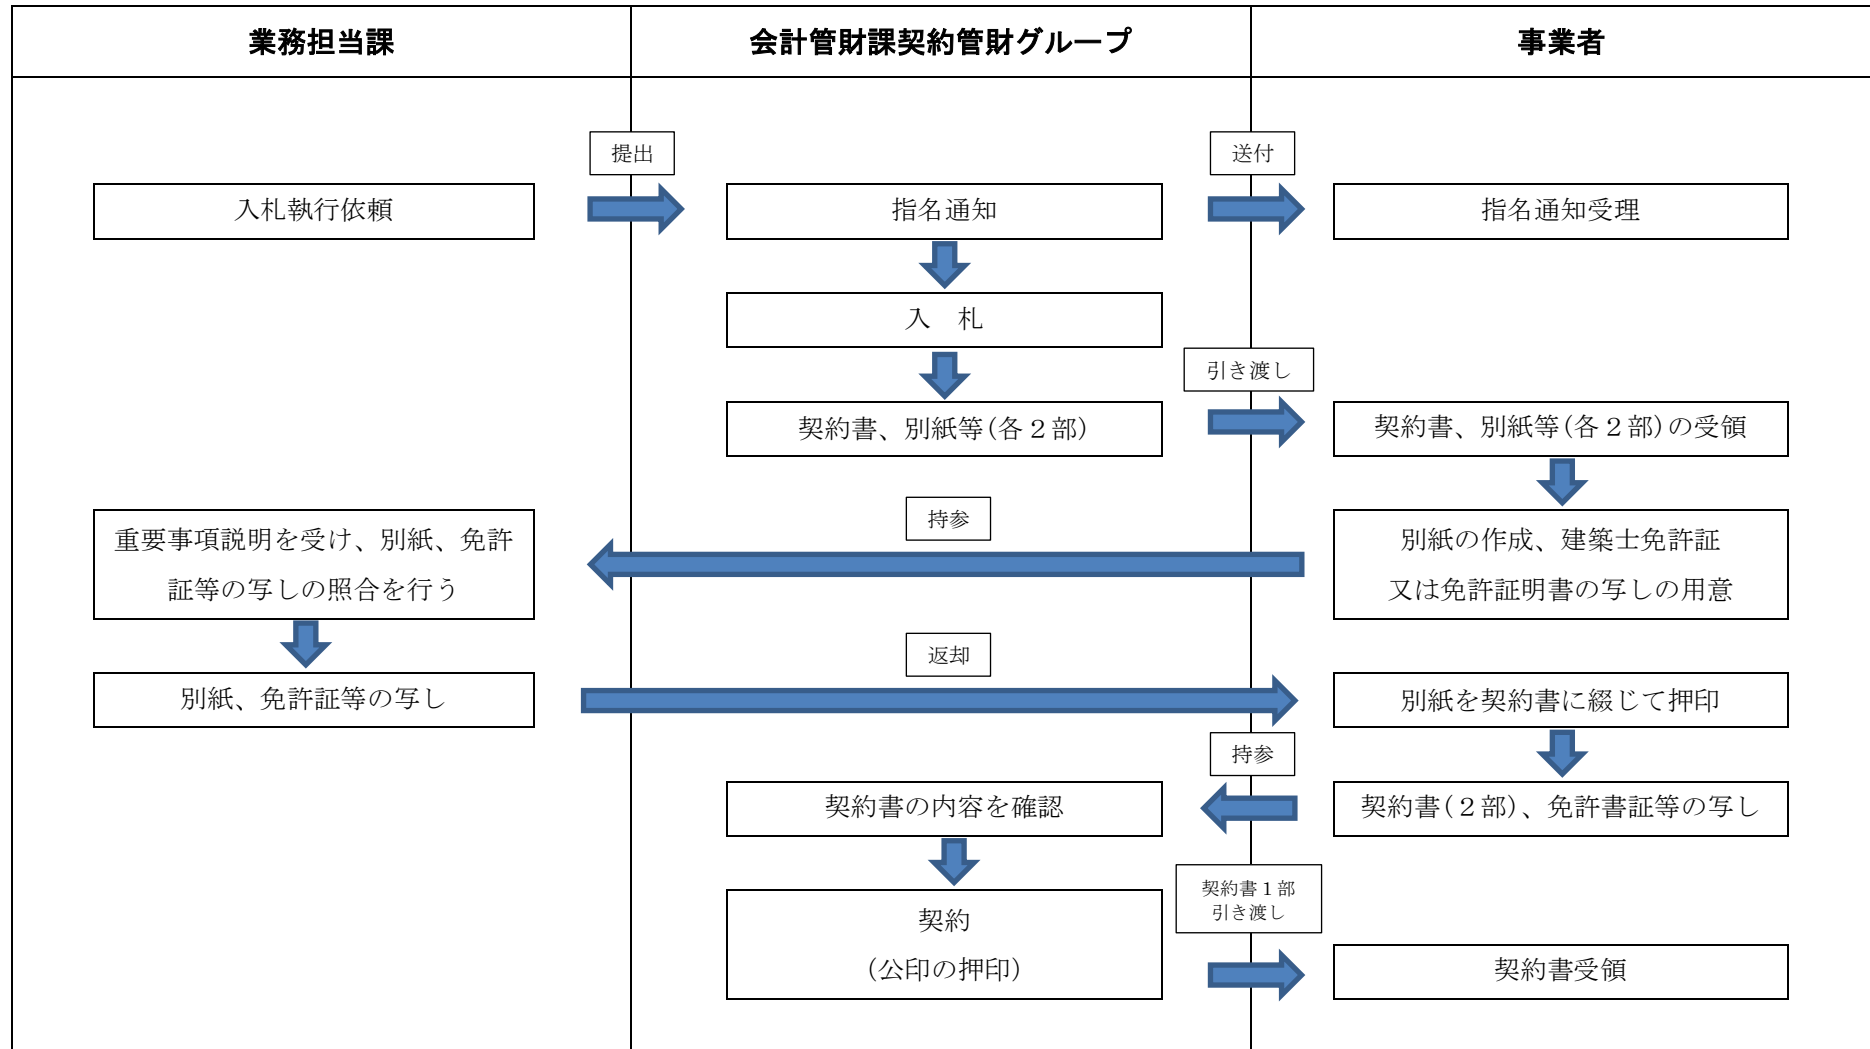 業務担当課
会計管財課契約管財グループ
事業者
提出
送付
入札執行依頼
指名通知
指名通知受理
入　札
引き渡し
契約書、別紙等(各２部)
契約書、別紙等(各２部)の受領
持参
重要事項説明を受け、別紙、免許
証等の写しの照合を行う
別紙の作成、建築士免許証
又は免許証明書の写しの用意
返却
別紙、免許証等の写し
別紙を契約書に綴じて押印
持参
契約書の内容を確認
契約書(２部)、免許書証等の写し
契約書１部
引き渡し
契約
(公印の押印)
契約書受領